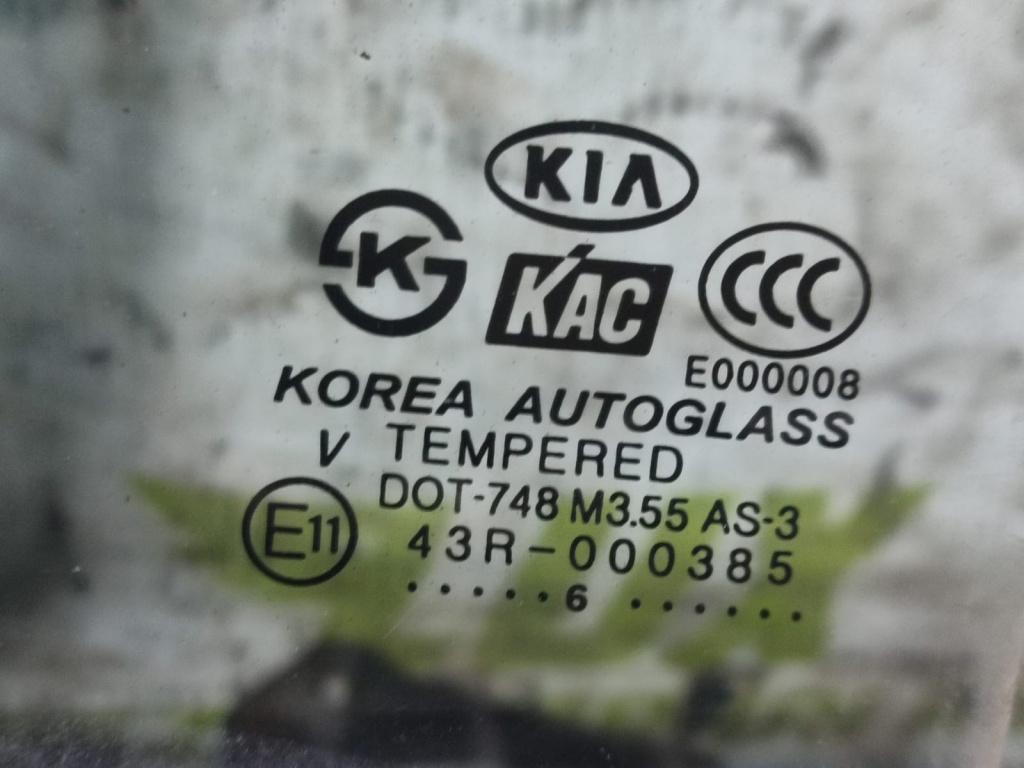 KIA
K
KAC
CCC
E000008
KOREA AUTOGLASS
V TEMPERED
DOT-748 M3.55 AS-3
E11
43R-000385
.....6 ......